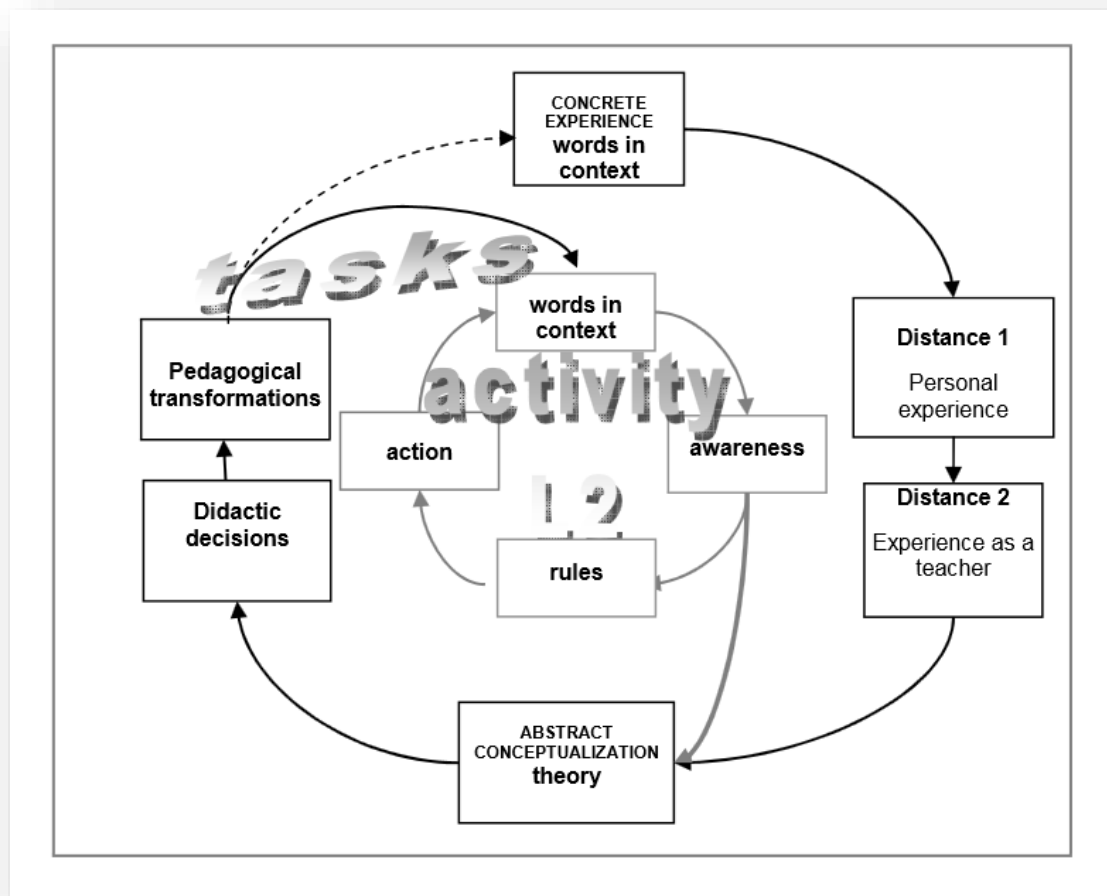 CONCRETE
EXPERIENCE
words in
context
tasks
words in
context
Distance 1
Personal
experience
Pedagogical
transformations
activity
action
awareness
L2
Didactic
decisions
Distance 2
Experience as a
teacher
rules
ABSTRACT
CONCEPTUALIZATION
theory